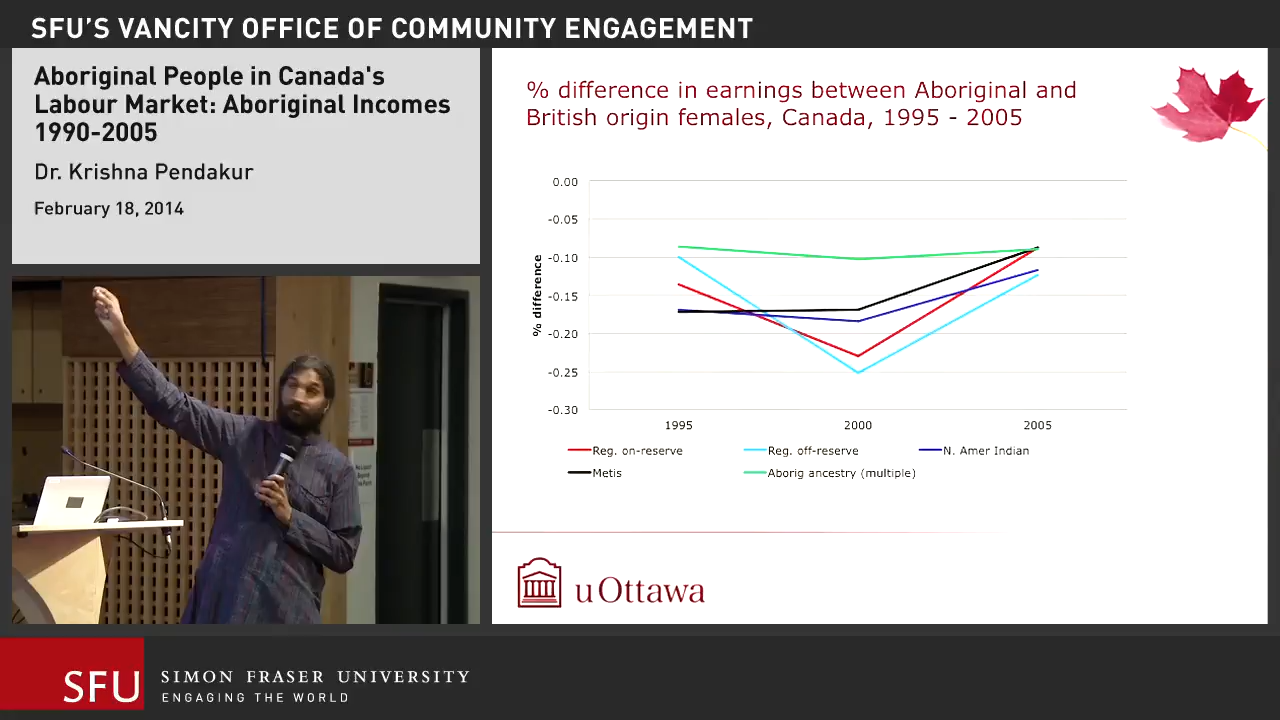 SFU'S VANCITY OFFICE OF COMMUNITY ENGAGEMENT
Aboriginal People in Canada's
Labour Market: Aboriginal Incomes
1990-2005
Dr. Krishna Pendakur
February 18, 2014
% difference in earnings between Aboriginal and
British origin females, Canada, 1995 - 2005
% difference
0.00
-0.05
-0.10
-0.15
-0.20
-0.25
-0.30
1995 2000 2005
Reg. on-reserve Reg. off-reserve N. Amer Indian
Metis Aborig ancestry (multiple)
uOttawa
SFU
SIMON FRASER UNIVERSITY
ENGAGING THE WORLD